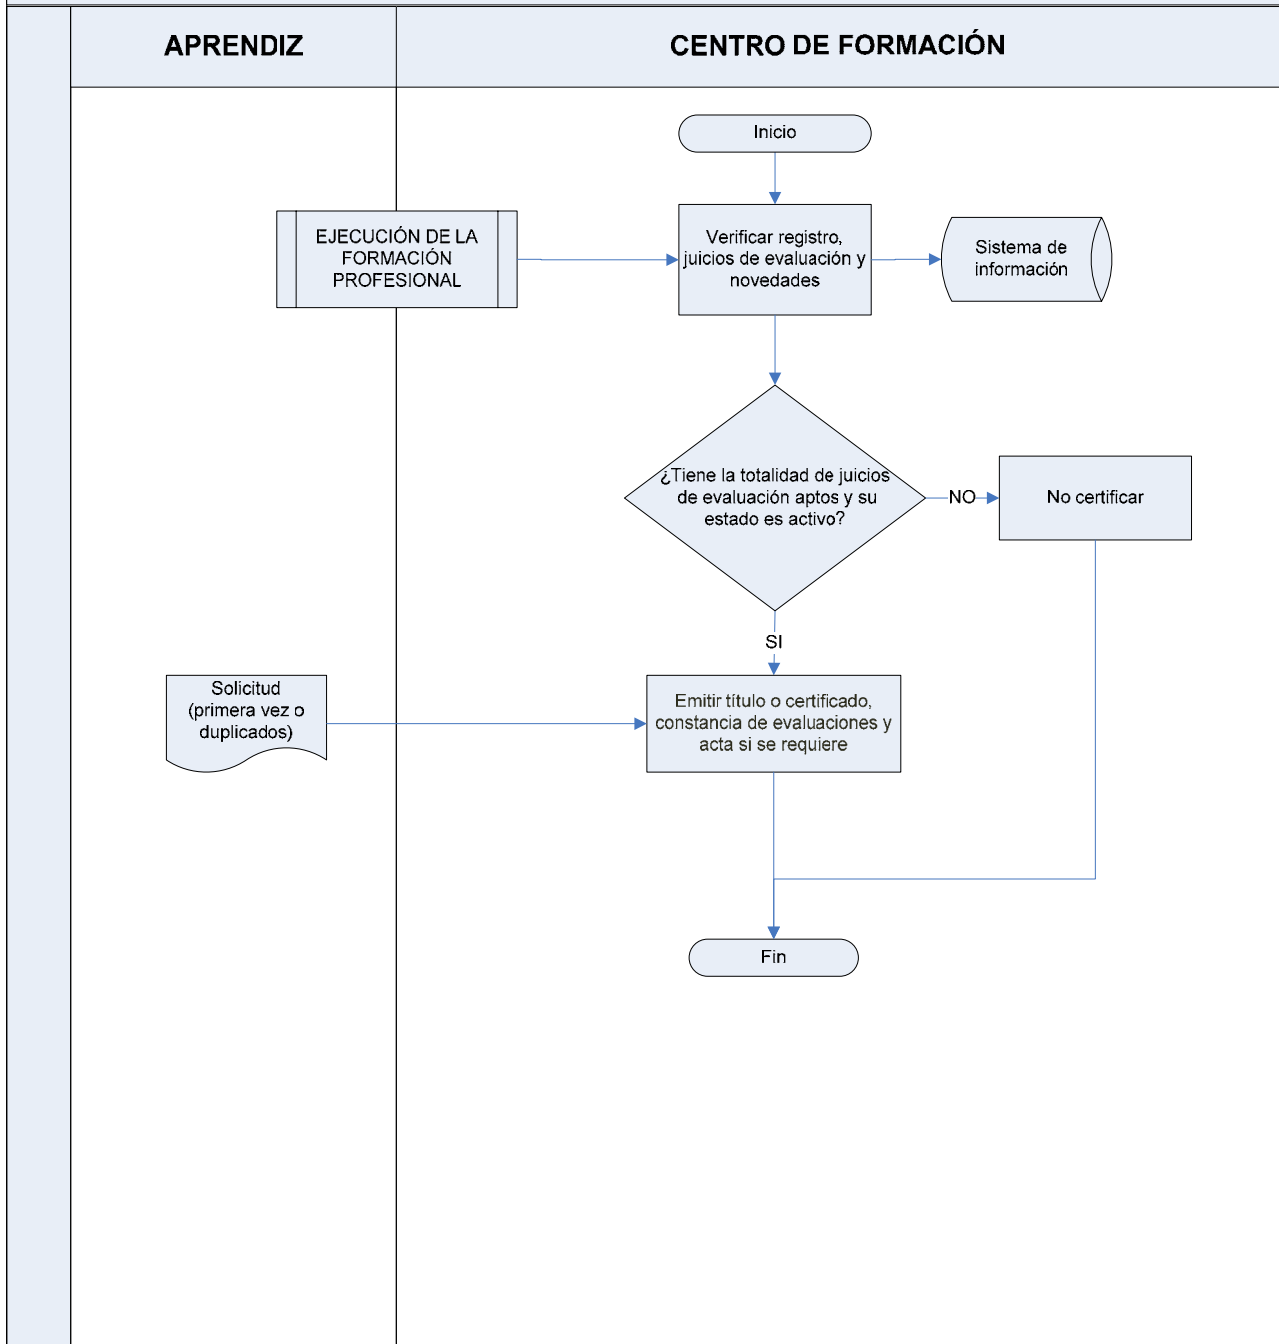 APRENDIZ
CENTRO DE FORMACIÓN
Inicio
EJECUCIÓN DE LA
FORMACIÓN
PROFESIONAL
Verificar registro,
juicios de evaluación y
novedades
Sistema de
información
¿Tiene la totalidad de juicios
de evaluación aptos y su
estado es activo?
NO
No certificar
SI
Solicitud
(primera vez o
duplicados)
Emitir título o certificado,
constancia de evaluaciones y
acta si se requiere
Fin